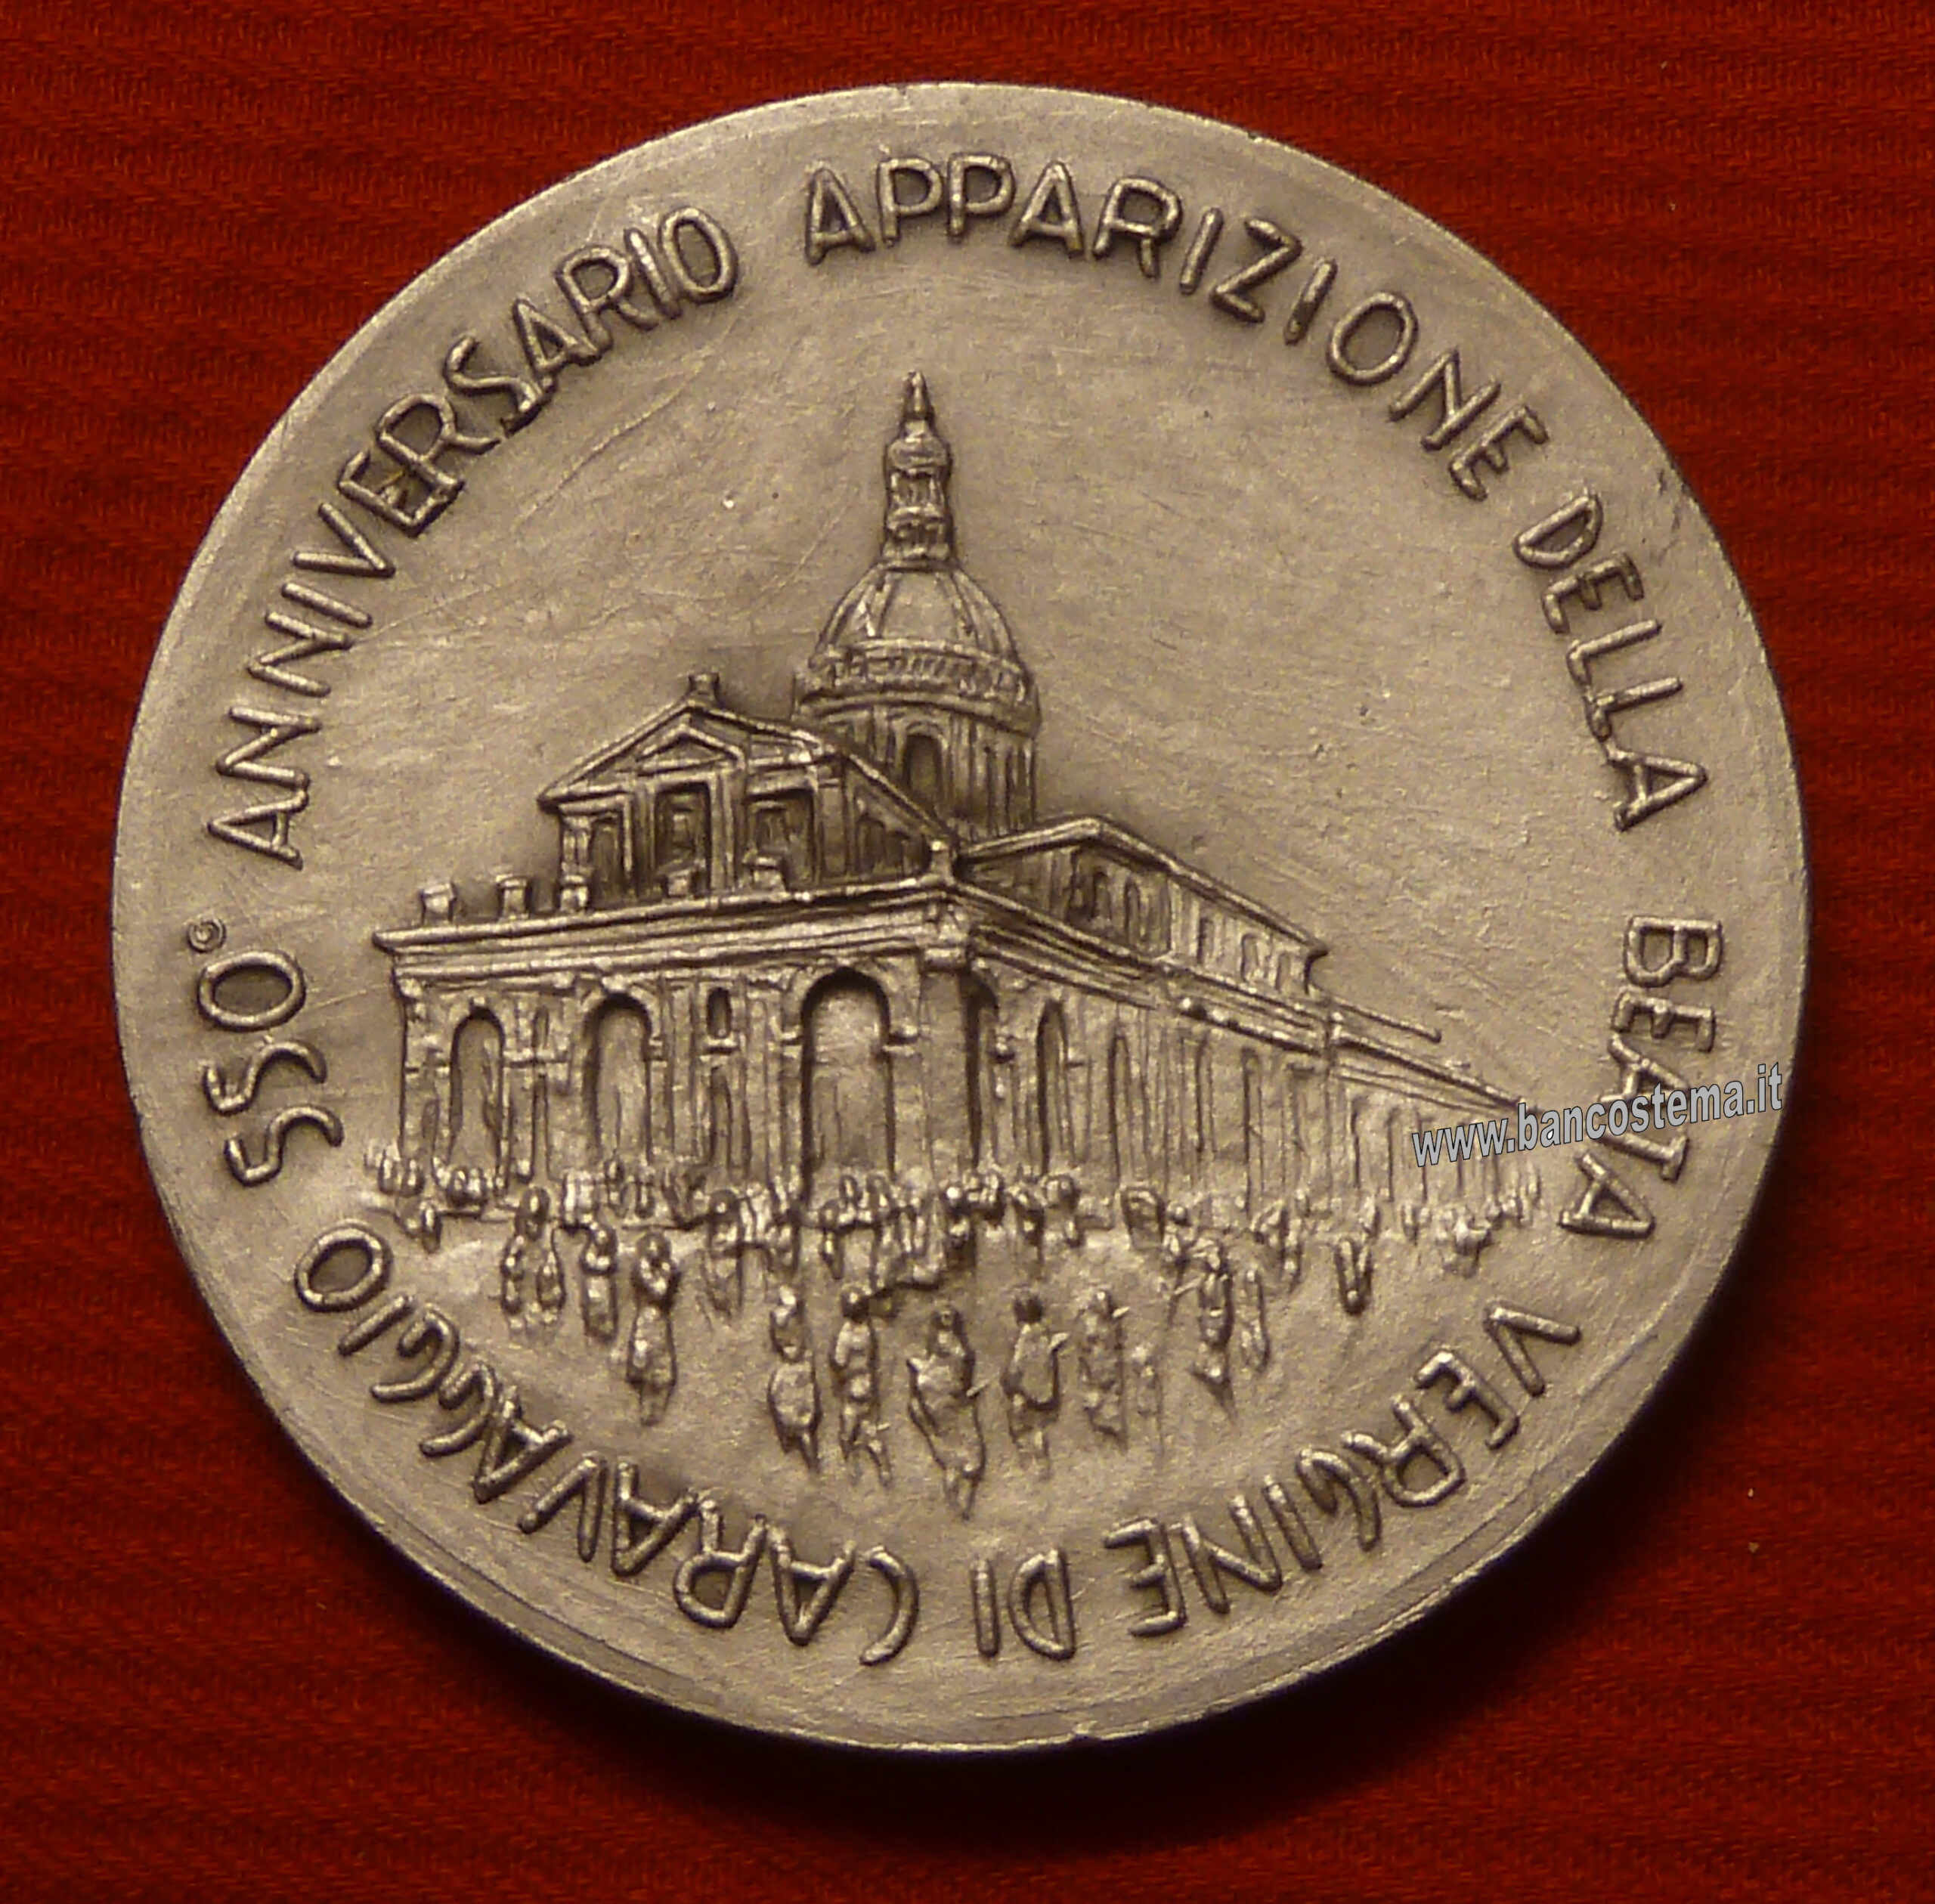 550° ANNIVERSARIO APPARIZIONE DELLA BEATA VERGINE DI CARAVAGGIO
www.bancostema.it